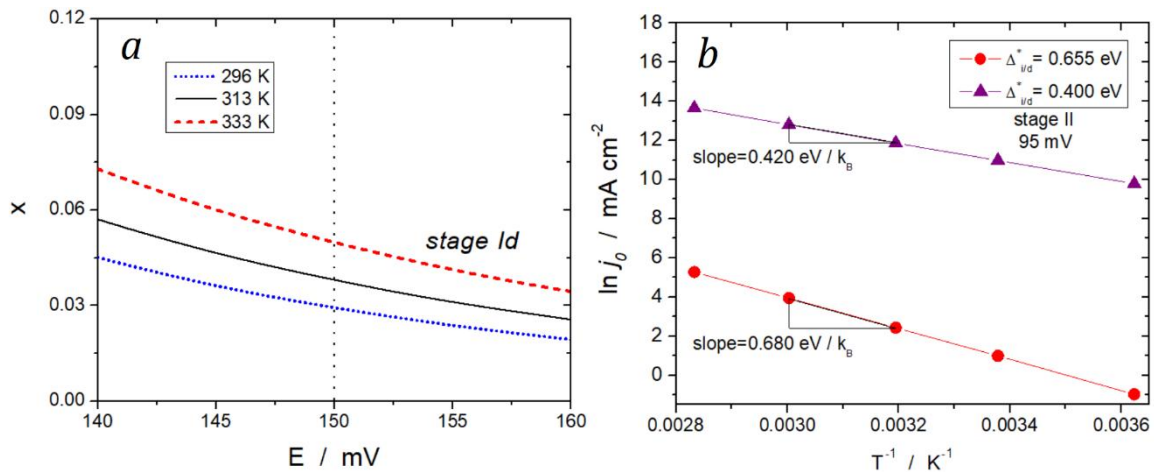 a
296 K
313 K
333 K
stage Id
0.12
0.09
0.06
0.03
0.00
x
140 145 150 155 160
E / mV
b
Δ*i/d = 0.655 eV
Δ*i/d = 0.400 eV
stage II
95 mV
slope=0.420 eV / kB
slope=0.680 eV / kB
18
16
14
12
10
8
6
4
2
0
ln j0 / mA cm-2
0.0028 0.0030 0.0032 0.0034 0.0036
T-1 / K-1